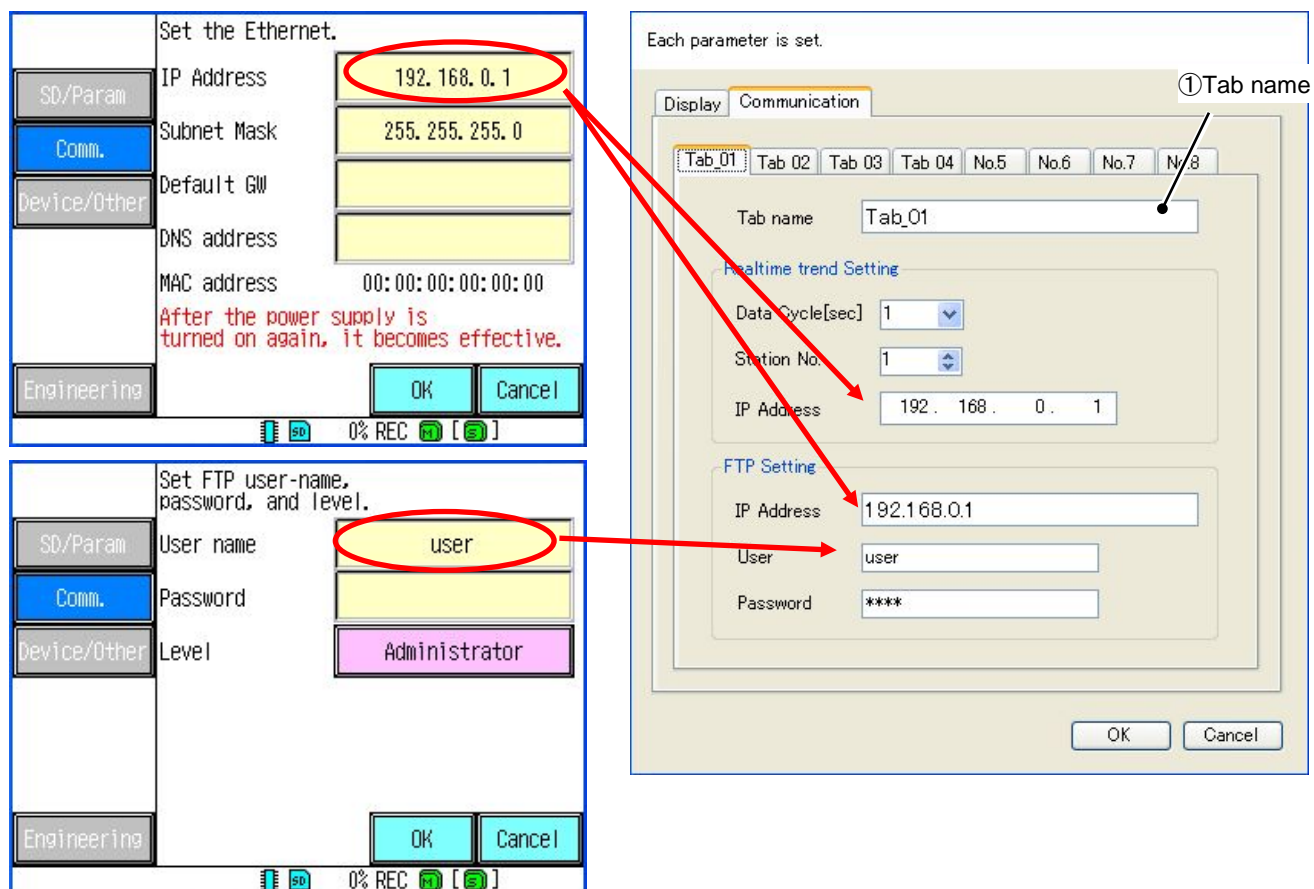 Set the Ethernet.
IP Address 192. 168. 0. 1
SD/Param
Subnet Mask 255. 255. 255. 0
Comm.
Default GW
Device/Other
DNS address
MAC address 00:00:00:00:00:00
After the power supply is
turned on again, it becomes effective.
Engineering OK Cancel
SD 0% REC M [S]
Set FTP user-name,
password, and level.
SD/Param User name user
Comm. Password
Device/Other Level Administrator
Engineering OK Cancel
SD 0% REC M [S]
Each parameter is set.
①Tab name
Display Communication
Tab_01 Tab 02 Tab 03 Tab 04 No.5 No.6 No.7 No.8
Tab name Tab_01
Realtime trend Setting
Data Cycle[sec] 1
Station No. 1
IP Address 192 . 168 . 0 . 1
FTP Setting
IP Address 192.168.0.1
User user
Password ****
OK Cancel